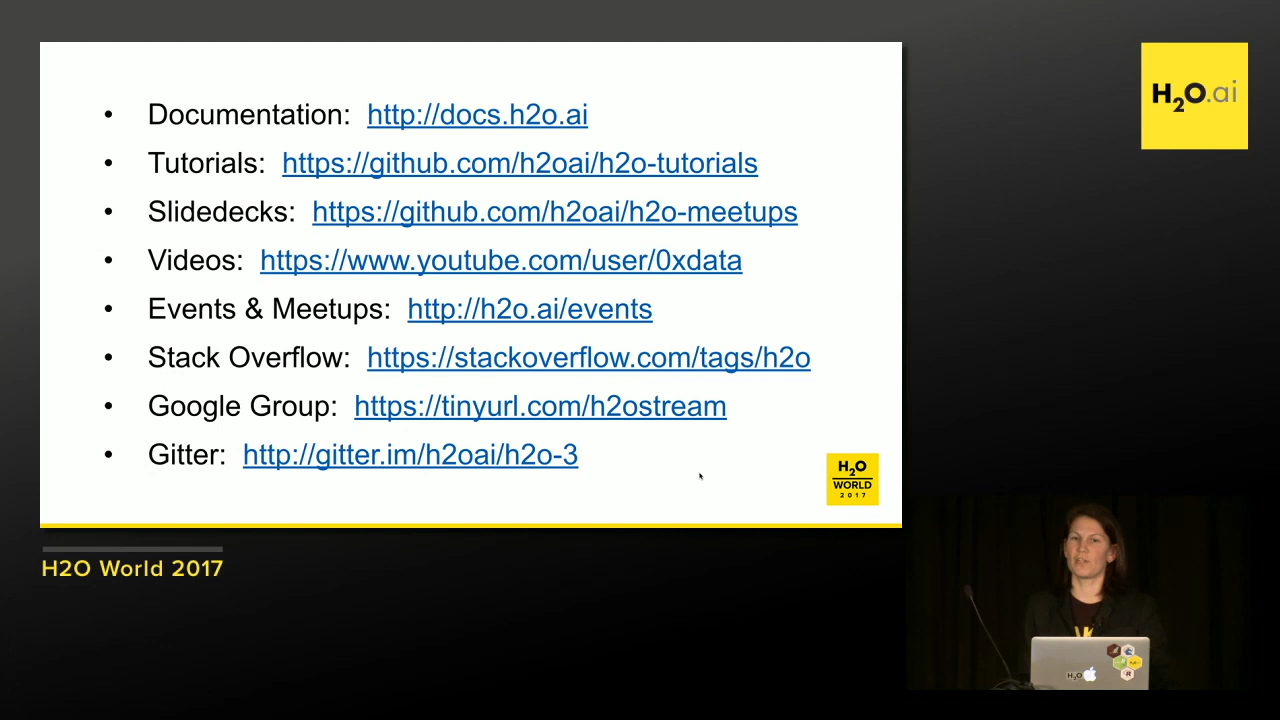 • Documentation: http://docs.h2o.ai
• Tutorials: https://github.com/h2oai/h2o-tutorials
• Slidedecks: https://github.com/h2oai/h2o-meetups
• Videos: https://www.youtube.com/user/0xdata
• Events & Meetups: http://h2o.ai/events
• Stack Overflow: https://stackoverflow.com/tags/h2o
• Google Group: https://tinyurl.com/h2ostream
• Gitter: http://gitter.im/h2oai/h2o-3
H2O
WORLD
2017
H2O.ai
H2O World 2017
H2O
R